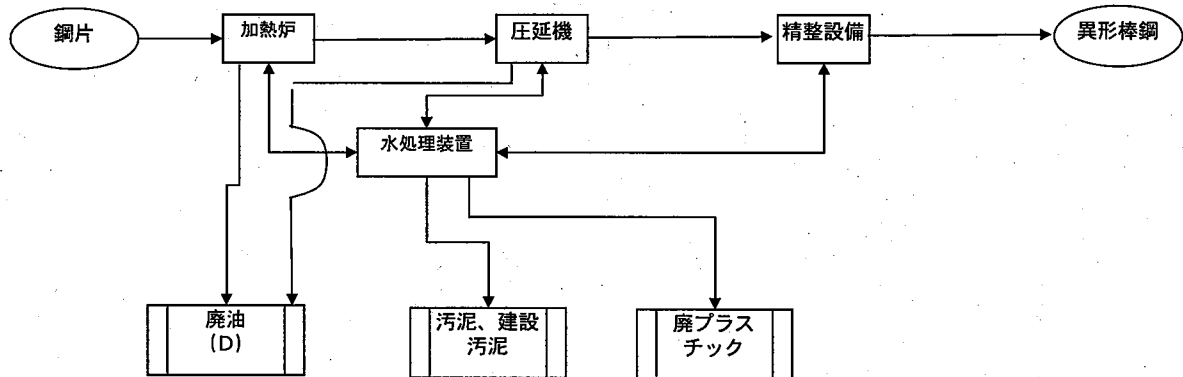 鋼片
加熱炉
圧延機
精整設備
異形棒鋼
水処理装置
廃油
(D)
汚泥、建設
汚泥
廃プラス
チック